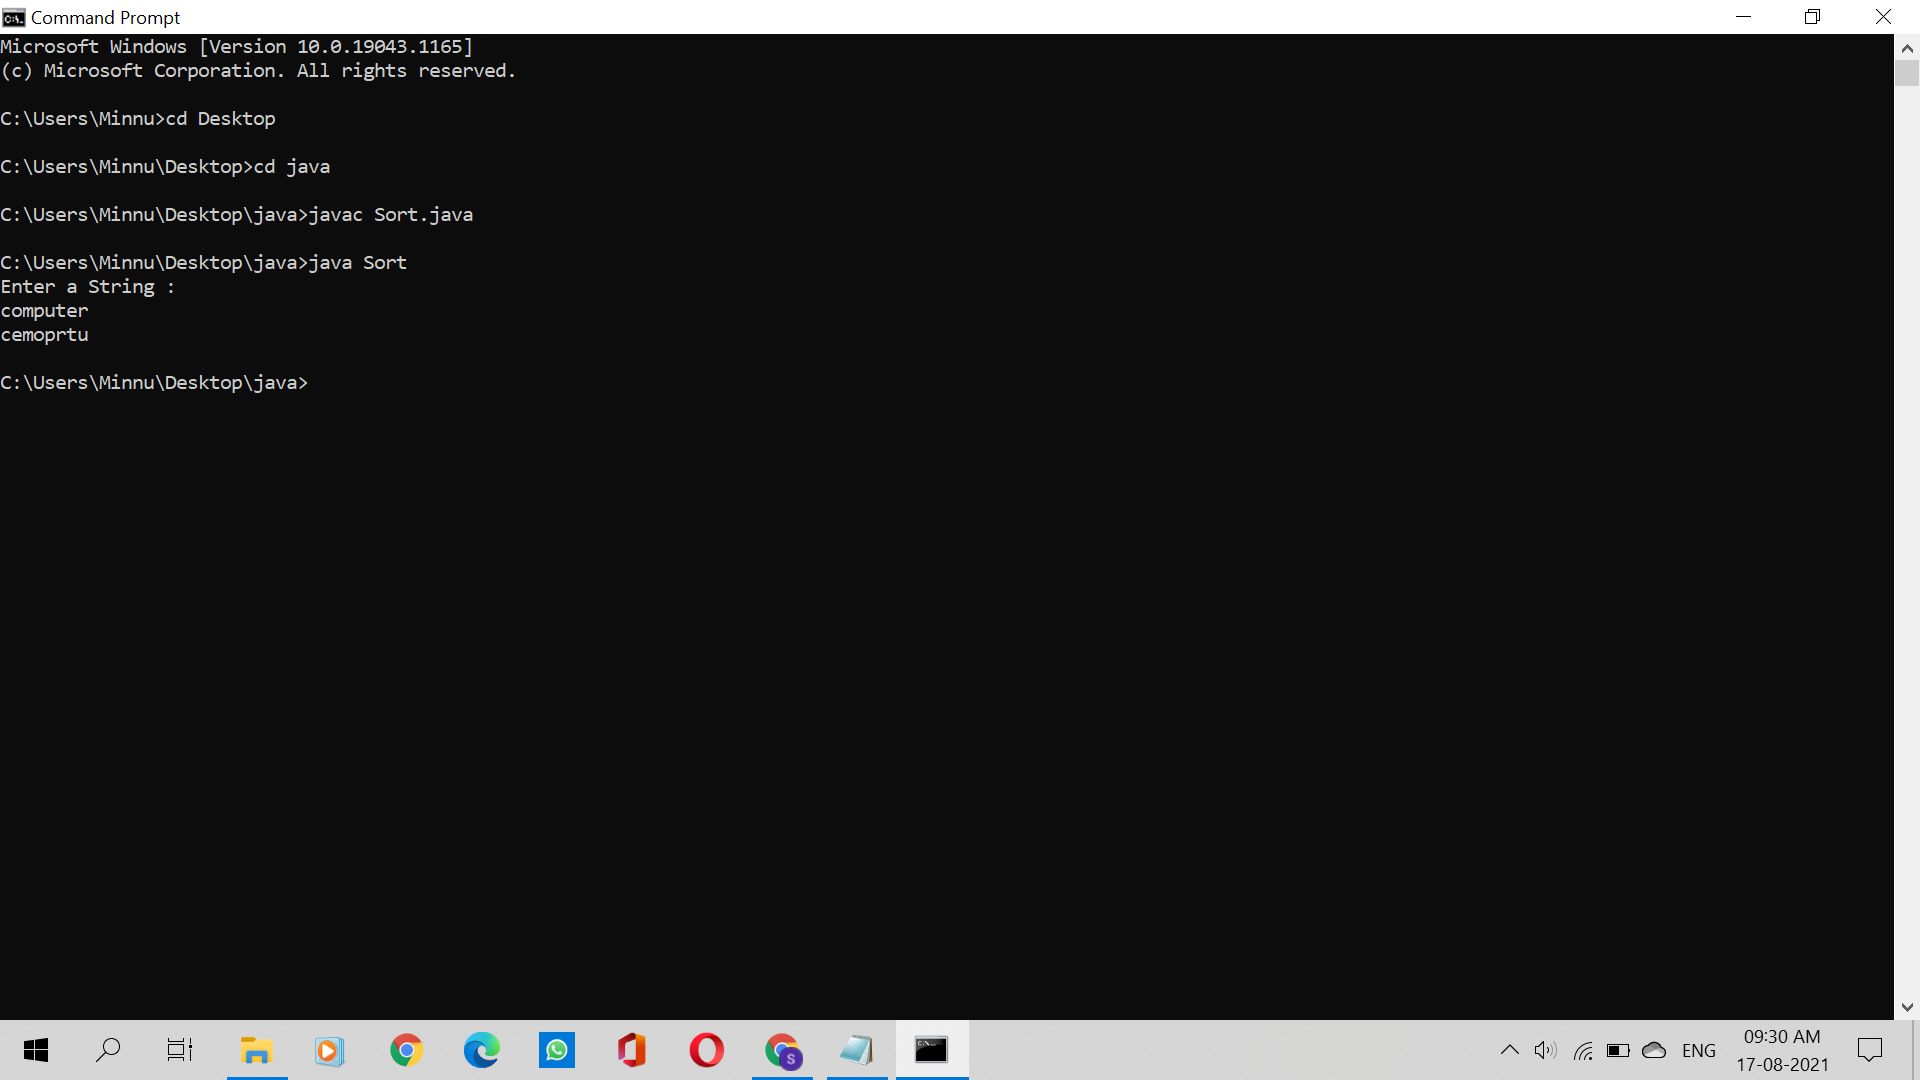 Command Prompt
Microsoft Windows [Version 10.0.19043.1165]
(c) Microsoft Corporation. All rights reserved.
C:\Users\Minnu>cd Desktop
C:\Users\Minnu\Desktop>cd java
C:\Users\Minnu\Desktop\java>javac Sort.java
C:\Users\Minnu\Desktop\java>java Sort
Enter a String :
computer
cemoprtu
C:\Users\Minnu\Desktop\java>
S
ENG
09:30 AM
17-08-2021